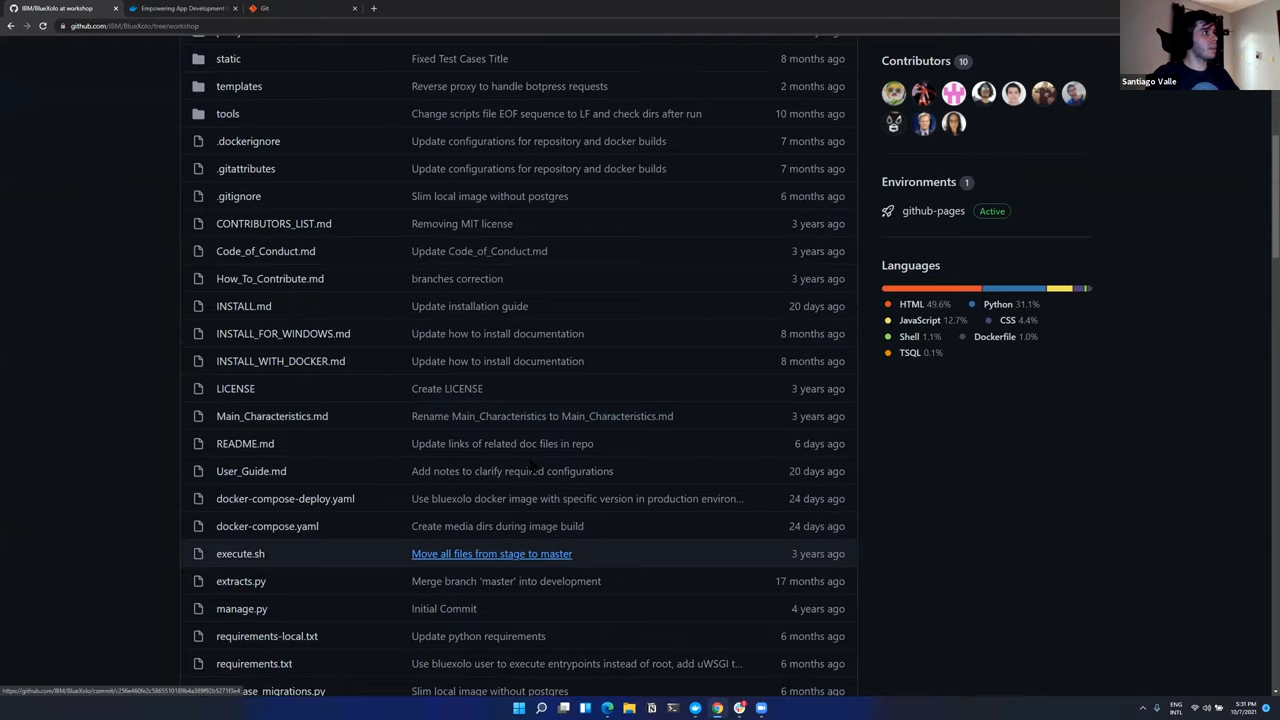 IBM/BlueXolo at workshop
Empowering App Development
Git
github.com/IBM/BlueXolo/tree/workshop
static Fixed Test Cases Title 8 months ago
templates Reverse proxy to handle botpress requests 2 months ago
tools Change scripts file EOF sequence to LF and check dirs after run 10 months ago
.dockerignore Update configurations for repository and docker builds 7 months ago
.gitattributes Update configurations for repository and docker builds 7 months ago
.gitignore Slim local image without postgres 6 months ago
CONTRIBUTORS_LIST.md Removing MIT license 3 years ago
Code_of_Conduct.md Update Code_of_Conduct.md 3 years ago
How_To_Contribute.md branches correction 3 years ago
INSTALL.md Update installation guide 20 days ago
INSTALL_FOR_WINDOWS.md Update how to install documentation 8 months ago
INSTALL_WITH_DOCKER.md Update how to install documentation 8 months ago
LICENSE Create LICENSE 3 years ago
Main_Characteristics.md Rename Main_Characteristics to Main_Characteristics.md 3 years ago
README.md Update links of related doc files in repo 6 days ago
User_Guide.md Add notes to clarify required configurations 20 days ago
docker-compose-deploy.yaml Use bluexolo docker image with specific version in production environ... 24 days ago
docker-compose.yaml Create media dirs during image build 24 days ago
execute.sh Move all files from stage to master 3 years ago
extracts.py Merge branch 'master' into development 17 months ago
manage.py Initial Commit 4 years ago
requirements-local.txt Update python requirements 6 months ago
requirements.txt Use bluexolo user to execute entrypoints instead of root, add uWSGI t... 6 months ago
ase_migrations.py Slim local image without postgres 6 months ago
Contributors 10
Environments 1
github-pages Active
Languages
HTML 49.6% Python 31.1%
JavaScript 12.7% CSS 4.4%
Shell 1.1% Dockerfile 1.0%
TSQL 0.1%
Santiago Valle
ENG
INTL
5:31 PM
10/7/2021